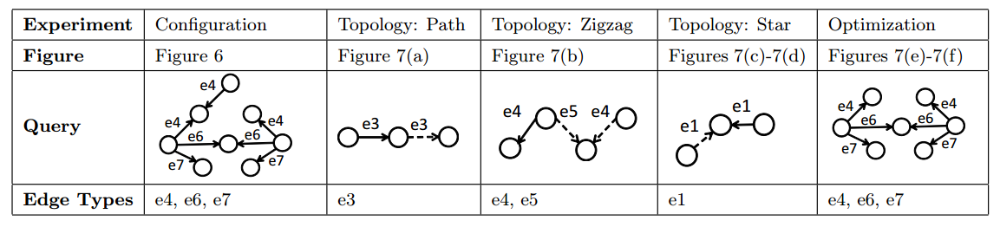 Experiment Configuration Topology: Path Topology: Zigzag Topology: Star Optimization
Figure Figure 6 Figure 7(a) Figure 7(b) Figures 7(c)-7(d) Figures 7(e)-7(f)
Query
e4
e4 e4
e6 e6
e7 e7
e3 e3
e4 e5 e4
e1
e1
e4 e4
e6 e6
e7 e7
Edge Types e4, e6, e7 e3 e4, e5 e1 e4, e6, e7